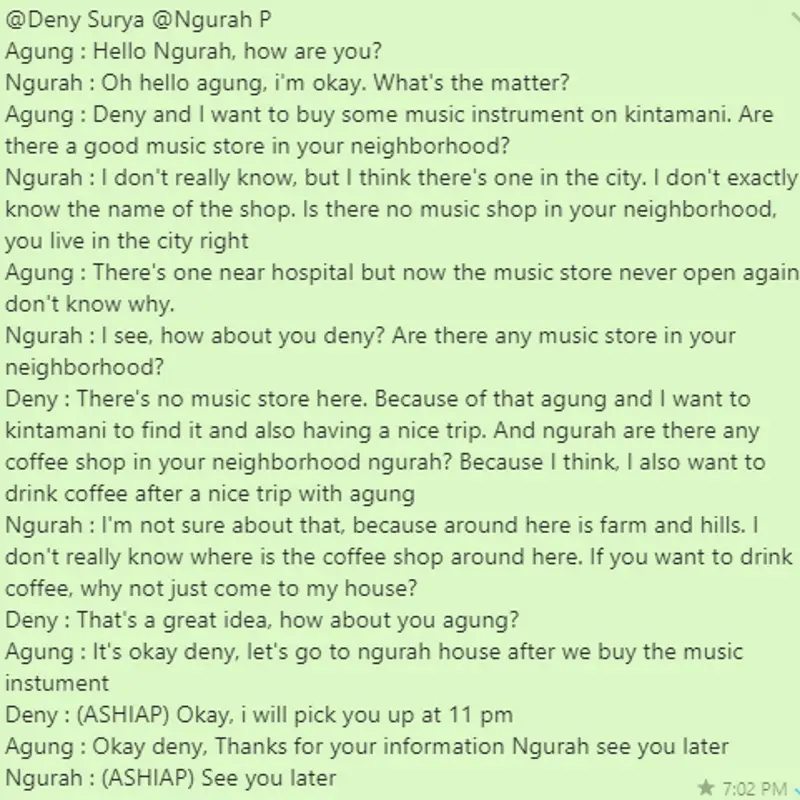 @Deny Surya @Ngurah P
Agung : Hello Ngurah, how are you?
Ngurah : Oh hello agung, i'm okay. What's the matter?
Agung : Deny and I want to buy some music instrument on kintamani. Are
there a good music store in your neighborhood?
Ngurah : I don't really know, but I think there's one in the city. I don't exactly
know the name of the shop. Is there no music shop in your neighborhood,
you live in the city right
Agung : There's one near hospital but now the music store never open again
don't know why.
Ngurah : I see, how about you deny? Are there any music store in your
neighborhood?
Deny : There's no music store here. Because of that agung and I want to
kintamani to find it and also having a nice trip. And ngurah are there any
coffee shop in your neighborhood ngurah? Because I think, I also want to
drink coffee after a nice trip with agung
Ngurah : I'm not sure about that, because around here is farm and hills. I
don't really know where is the coffee shop around here. If you want to drink
coffee, why not just come to my house?
Deny : That's a great idea, how about you agung?
Agung : It's okay deny, let's go to ngurah house after we buy the music
instument
Deny : (ASHIAP) Okay, i will pick you up at 11 pm
Agung : Okay deny, Thanks for your information Ngurah see you later
Ngurah : (ASHIAP) See you later
★ 7:02 PM